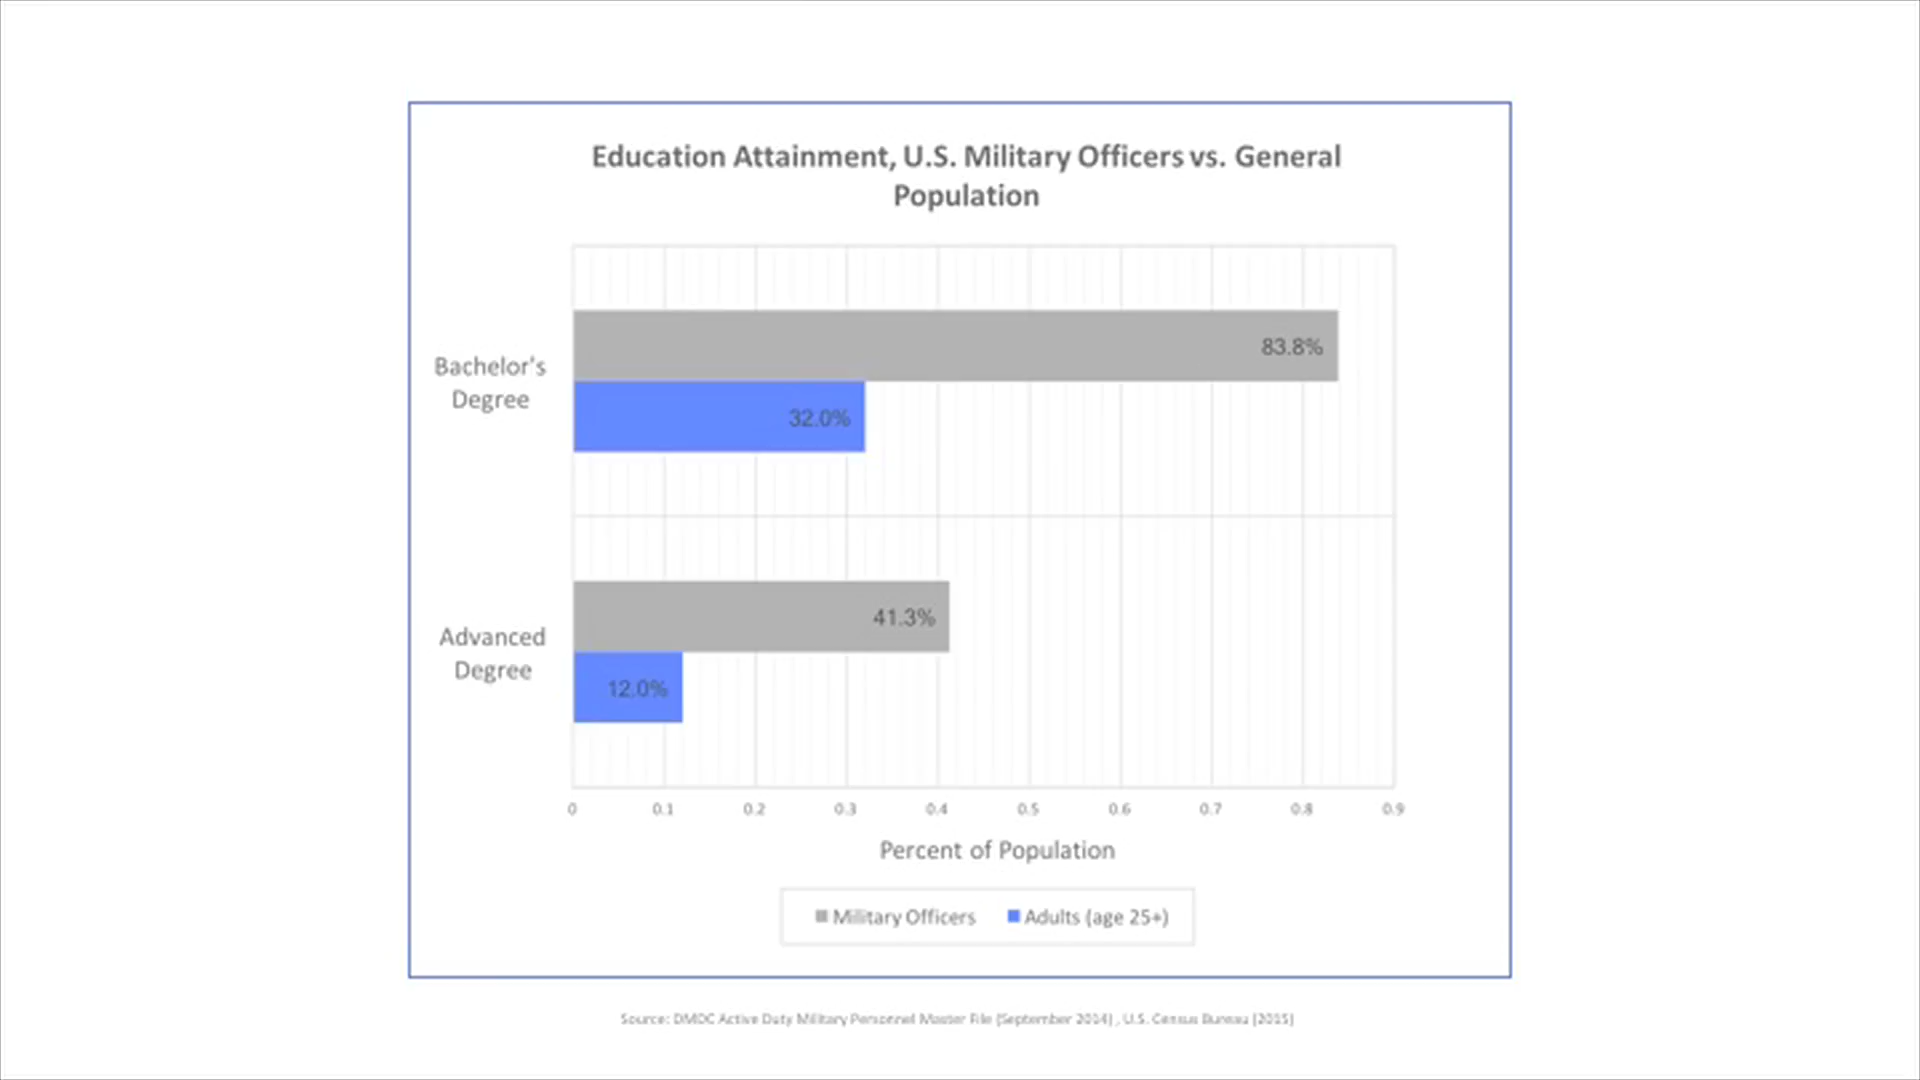 Education Attainment, U.S. Military Officers vs. General
Population
Bachelor's
Degree
83.8%
32.0%
Advanced
Degree
41.3%
12.0%
0 0.1 0.2 0.3 0.4 0.5 0.6 0.7 0.8 0.9
Percent of Population
Military Officers Adults (age 25+)
Source: DMDC Active Duty Military Personnel Master File (September 2014) , U.S. Census Bureau (2015)